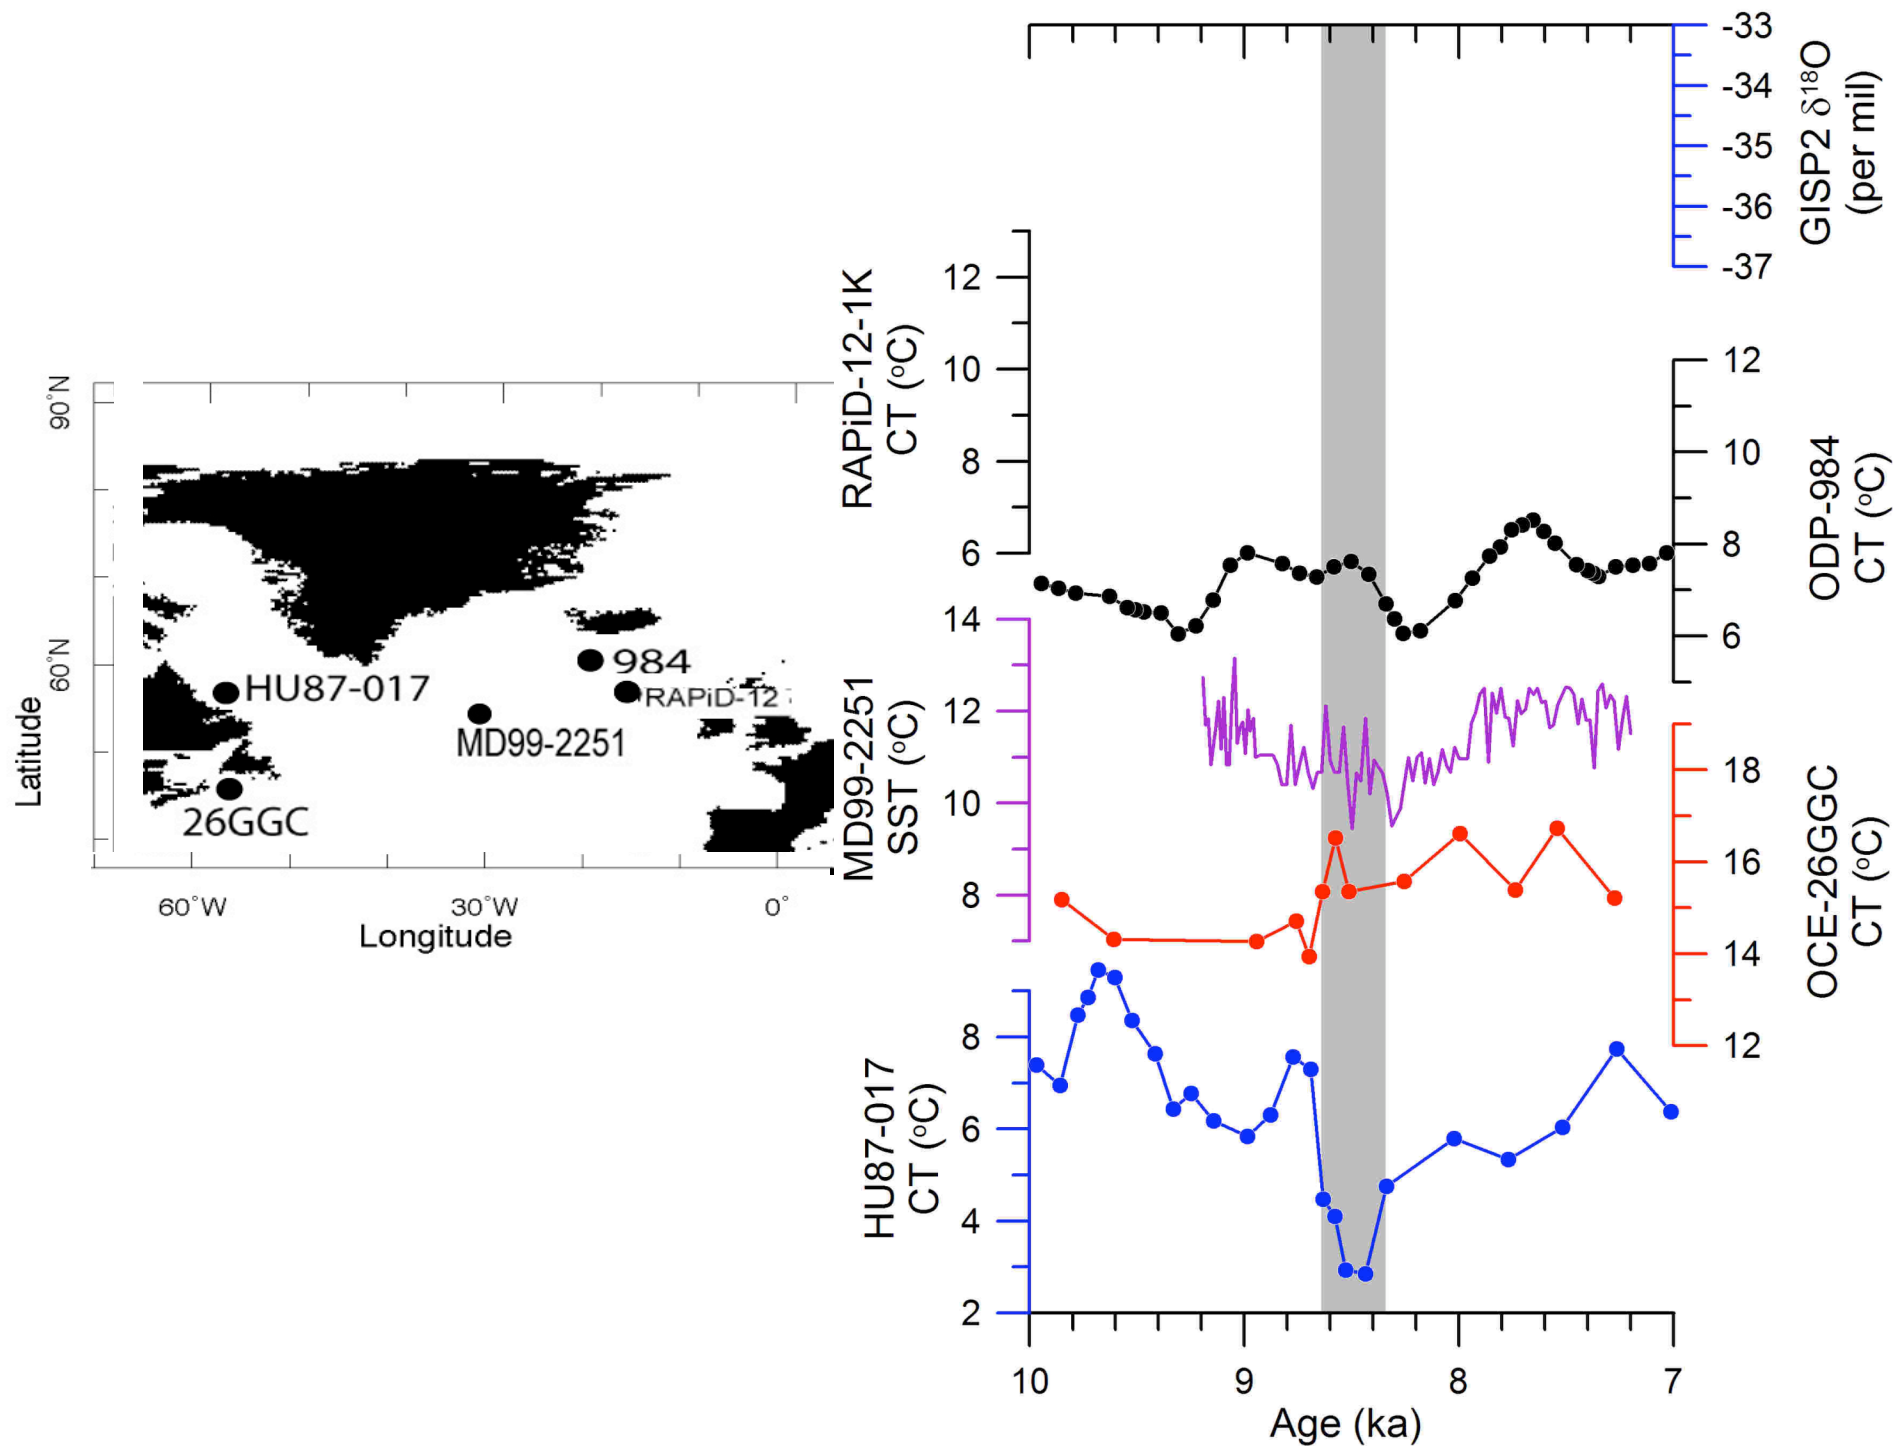 90°N
60°N
Latitude
984
HU87-017
RAPiD-12
MD99-2251
26GGC
60°W
30°W
0°
Longitude
RAPiD-12-1K
CT (°C)
12
10
8
6
MD99-2251
SST (°C)
14
12
10
8
HU87-017
CT (°C)
8
6
4
2
-33
-34
-35
-36
-37
GISP2 δ18O
(per mil)
12
10
8
6
ODP-984
CT (°C)
18
16
14
12
OCE-26GGC
CT (°C)
10
9
8
7
Age (ka)